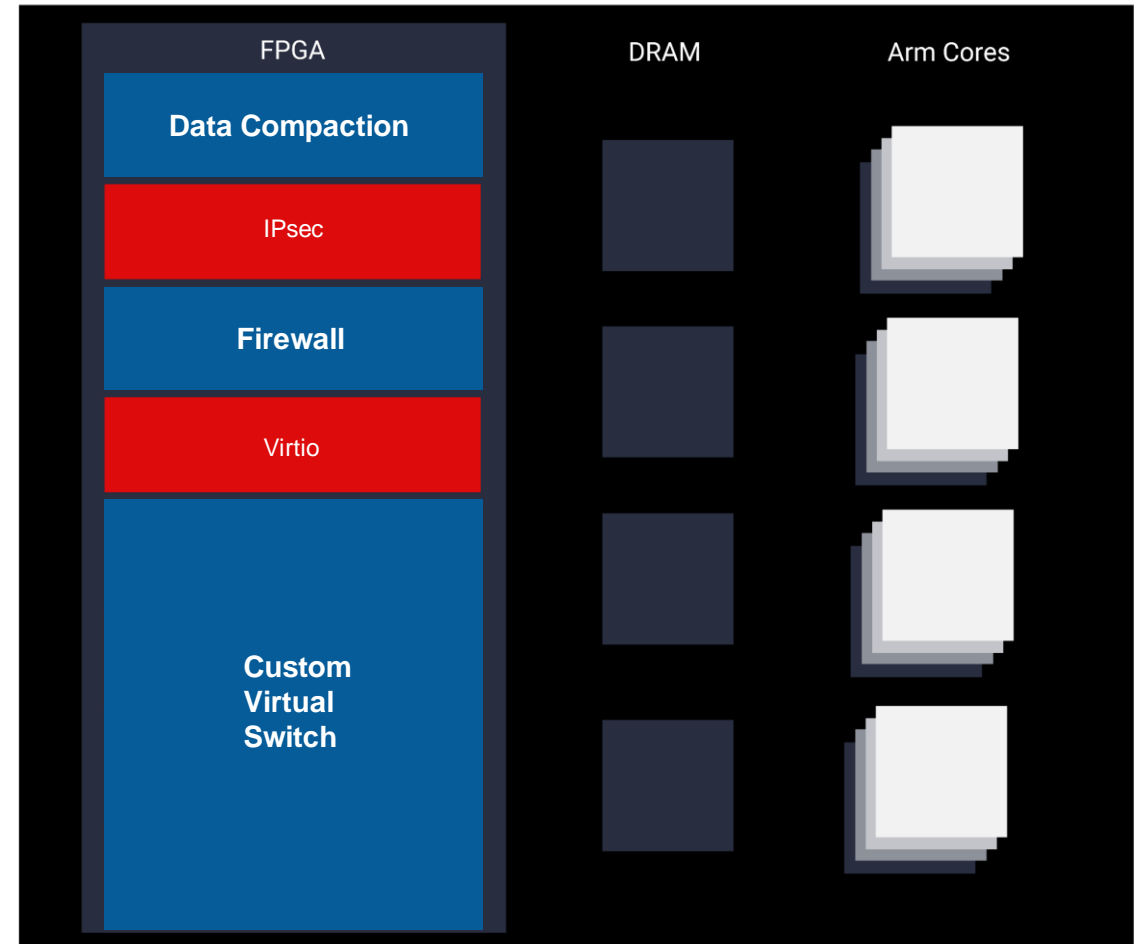 FPGA
DRAM
Arm Cores
Data Compaction
IPsec
Firewall
Virtio
Custom
Virtual
Switch